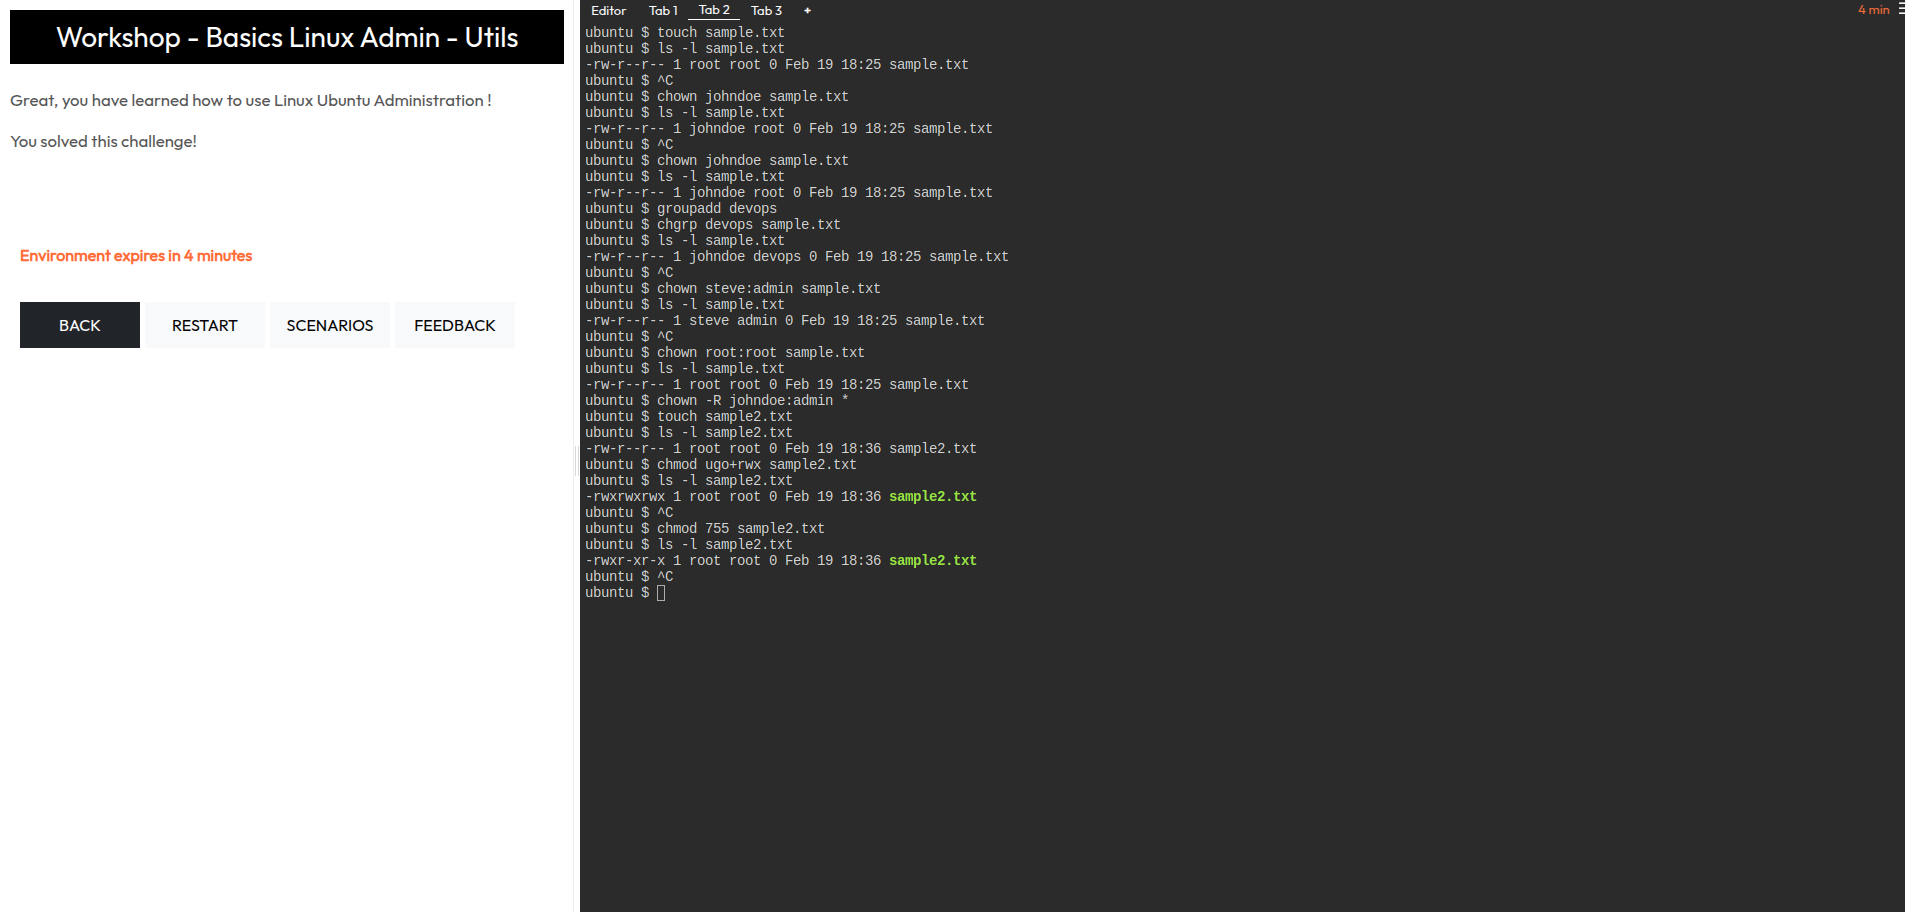 Workshop - Basics Linux Admin - Utils
Great, you have learned how to use Linux Ubuntu Administration !
You solved this challenge!
Environment expires in 4 minutes
BACK RESTART SCENARIOS FEEDBACK
Editor Tab 1 Tab 2 Tab 3 + 4 min
ubuntu $ touch sample.txt
ubuntu $ ls -l sample.txt
-rw-r--r-- 1 root root 0 Feb 19 18:25 sample.txt
ubuntu $ ^C
ubuntu $ chown johndoe sample.txt
ubuntu $ ls -l sample.txt
-rw-r--r-- 1 johndoe root 0 Feb 19 18:25 sample.txt
ubuntu $ ^C
ubuntu $ chown johndoe sample.txt
ubuntu $ ls -l sample.txt
-rw-r--r-- 1 johndoe root 0 Feb 19 18:25 sample.txt
ubuntu $ groupadd devops
ubuntu $ chgrp devops sample.txt
ubuntu $ ls -l sample.txt
-rw-r--r-- 1 johndoe devops 0 Feb 19 18:25 sample.txt
ubuntu $ ^C
ubuntu $ chown steve:admin sample.txt
ubuntu $ ls -l sample.txt
-rw-r--r-- 1 steve admin 0 Feb 19 18:25 sample.txt
ubuntu $ ^C
ubuntu $ chown root:root sample.txt
ubuntu $ ls -l sample.txt
-rw-r--r-- 1 root root 0 Feb 19 18:25 sample.txt
ubuntu $ chown -R johndoe:admin *
ubuntu $ touch sample2.txt
ubuntu $ ls -l sample2.txt
-rw-r--r-- 1 root root 0 Feb 19 18:36 sample2.txt
ubuntu $ chmod ugo+rwx sample2.txt
ubuntu $ ls -l sample2.txt
-rwxrwxrwx 1 root root 0 Feb 19 18:36 sample2.txt
ubuntu $ ^C
ubuntu $ chmod 755 sample2.txt
ubuntu $ ls -l sample2.txt
-rwxr-xr-x 1 root root 0 Feb 19 18:36 sample2.txt
ubuntu $ ^C
ubuntu $